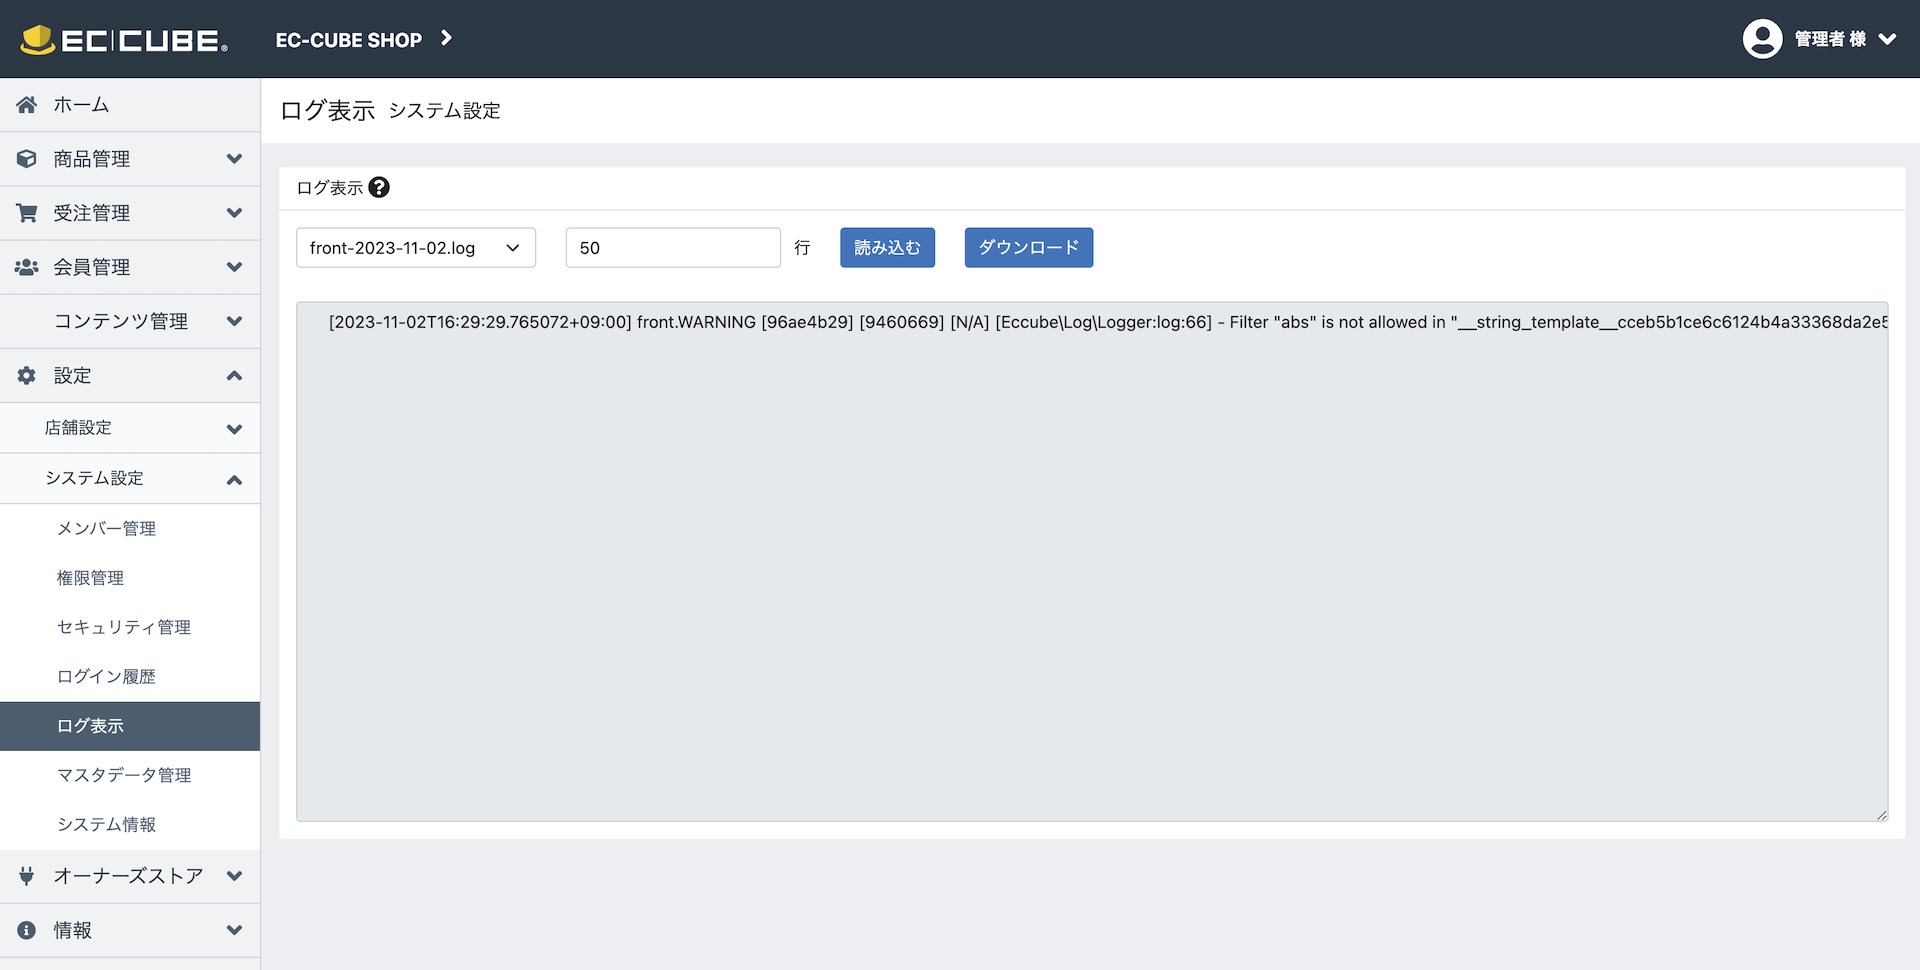 EC CUBE®
EC-CUBE SHOP
管理者 様
ホーム
商品管理
受注管理
会員管理
コンテンツ管理
設定
店舗設定
システム設定
メンバー管理
権限管理
セキュリティ管理
ログイン履歴
ログ表示
マスタデータ管理
システム情報
オーナーズストア
情報
ログ表示 システム設定
ログ表示
front-2023-11-02.log 50 行 読み込む ダウンロード
[2023-11-02T16:29:29.765072+09:00] front.WARNING [96ae4b29] [9460669] [N/A] [Eccube\Log\Logger:log:66] - Filter "abs" is not allowed in "__string_template__cceb5b1ce6c6124b4a33368da2e5